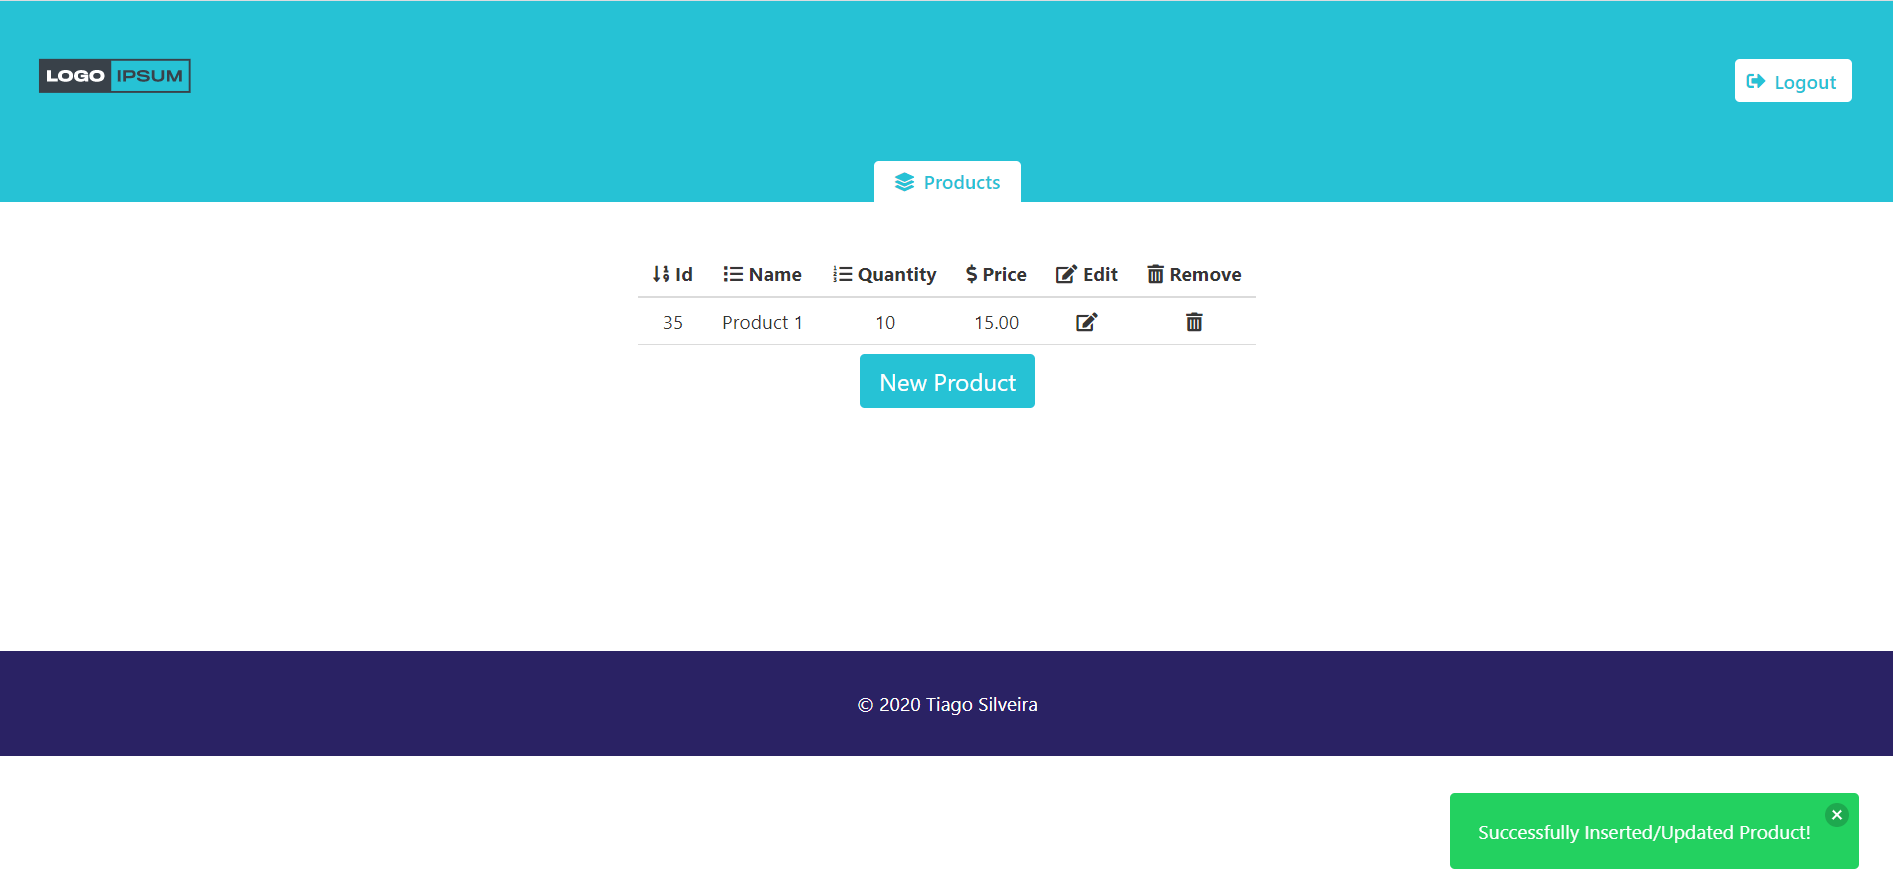 LOGO IPSUM
Logout
Products
Id Name Quantity $ Price Edit Remove
35 Product 1 10 15.00
New Product
© 2020 Tiago Silveira
Successfully Inserted/Updated Product!